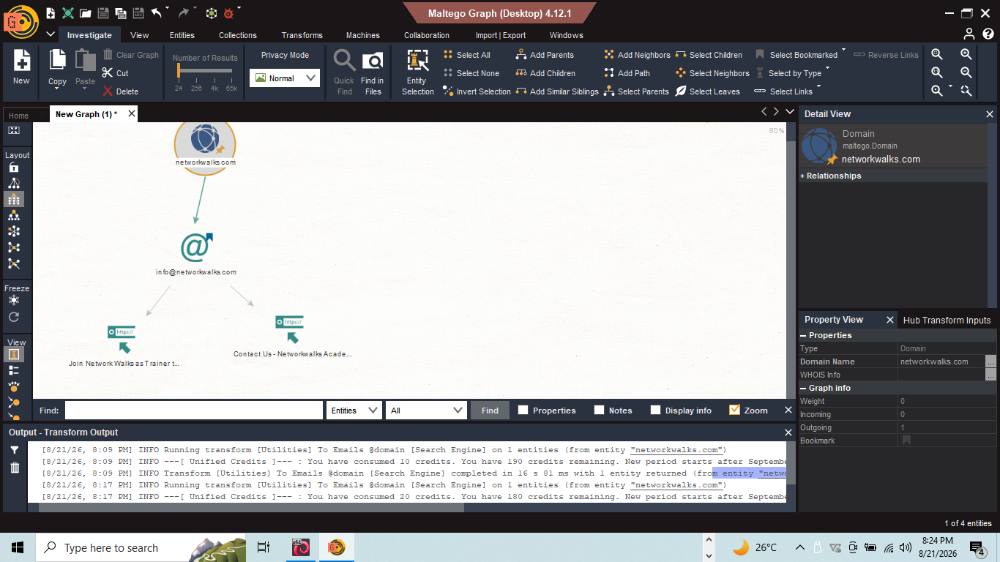 Maltego Graph (Desktop) 4.12.1
Investigate View Entities Collections Transforms Machines Collaboration Import | Export Windows
New
Copy
Paste
Clear Graph
Cut
Delete
Number of Results
24 256 4k 65k
Privacy Mode
Normal
Quick Find
Find in Files
Entity Selection
Select All
Select None
Invert Selection
Add Parents
Add Children
Add Similar Siblings
Add Neighbors
Add Path
Select Parents
Select Children
Select Neighbors
Select Leaves
Select Bookmarked
Select by Type
Select Links
Reverse Links
Home
New Graph (1) *
Layout
Freeze
View
80%
networkwalks.com
@
info@networkwalks.com
https://
Join Network Walks as Trainer t...
https://
Contact Us - Networkwalks Acade...
Find: Entities All Find Properties Notes Display info Zoom
Output - Transform Output
[8/21/26, 8:09 PM] INFO Running transform [Utilities] To Emails @domain [Search Engine] on 1 entities (from entity "networkwalks.com")
[8/21/26, 8:09 PM] INFO ---[ Unified Credits ]--- : You have consumed 10 credits. You have 190 credits remaining. New period starts after Septembe
[8/21/26, 8:09 PM] INFO Transform [Utilities] To Emails @domain [Search Engine] completed in 16 s 81 ms with 1 entity returned (from entity "netwo
[8/21/26, 8:17 PM] INFO Running transform [Utilities] To Emails @domain [Search Engine] on 1 entities (from entity "networkwalks.com")
[8/21/26, 8:17 PM] INFO ---[ Unified Credits ]--- : You have consumed 20 credits. You have 180 credits remaining. New period starts after Septembe
Detail View
Domain
maltego.Domain
networkwalks.com
+ Relationships
Property View Hub Transform Inputs
Properties
Type Domain
Domain Name networkwalks.com ...
WHOIS Info ...
Graph info
Weight 0
Incoming 0
Outgoing 1
Bookmark
1 of 4 entities
Type here to search
x64
26°C
8:24 PM
8/21/2026
4